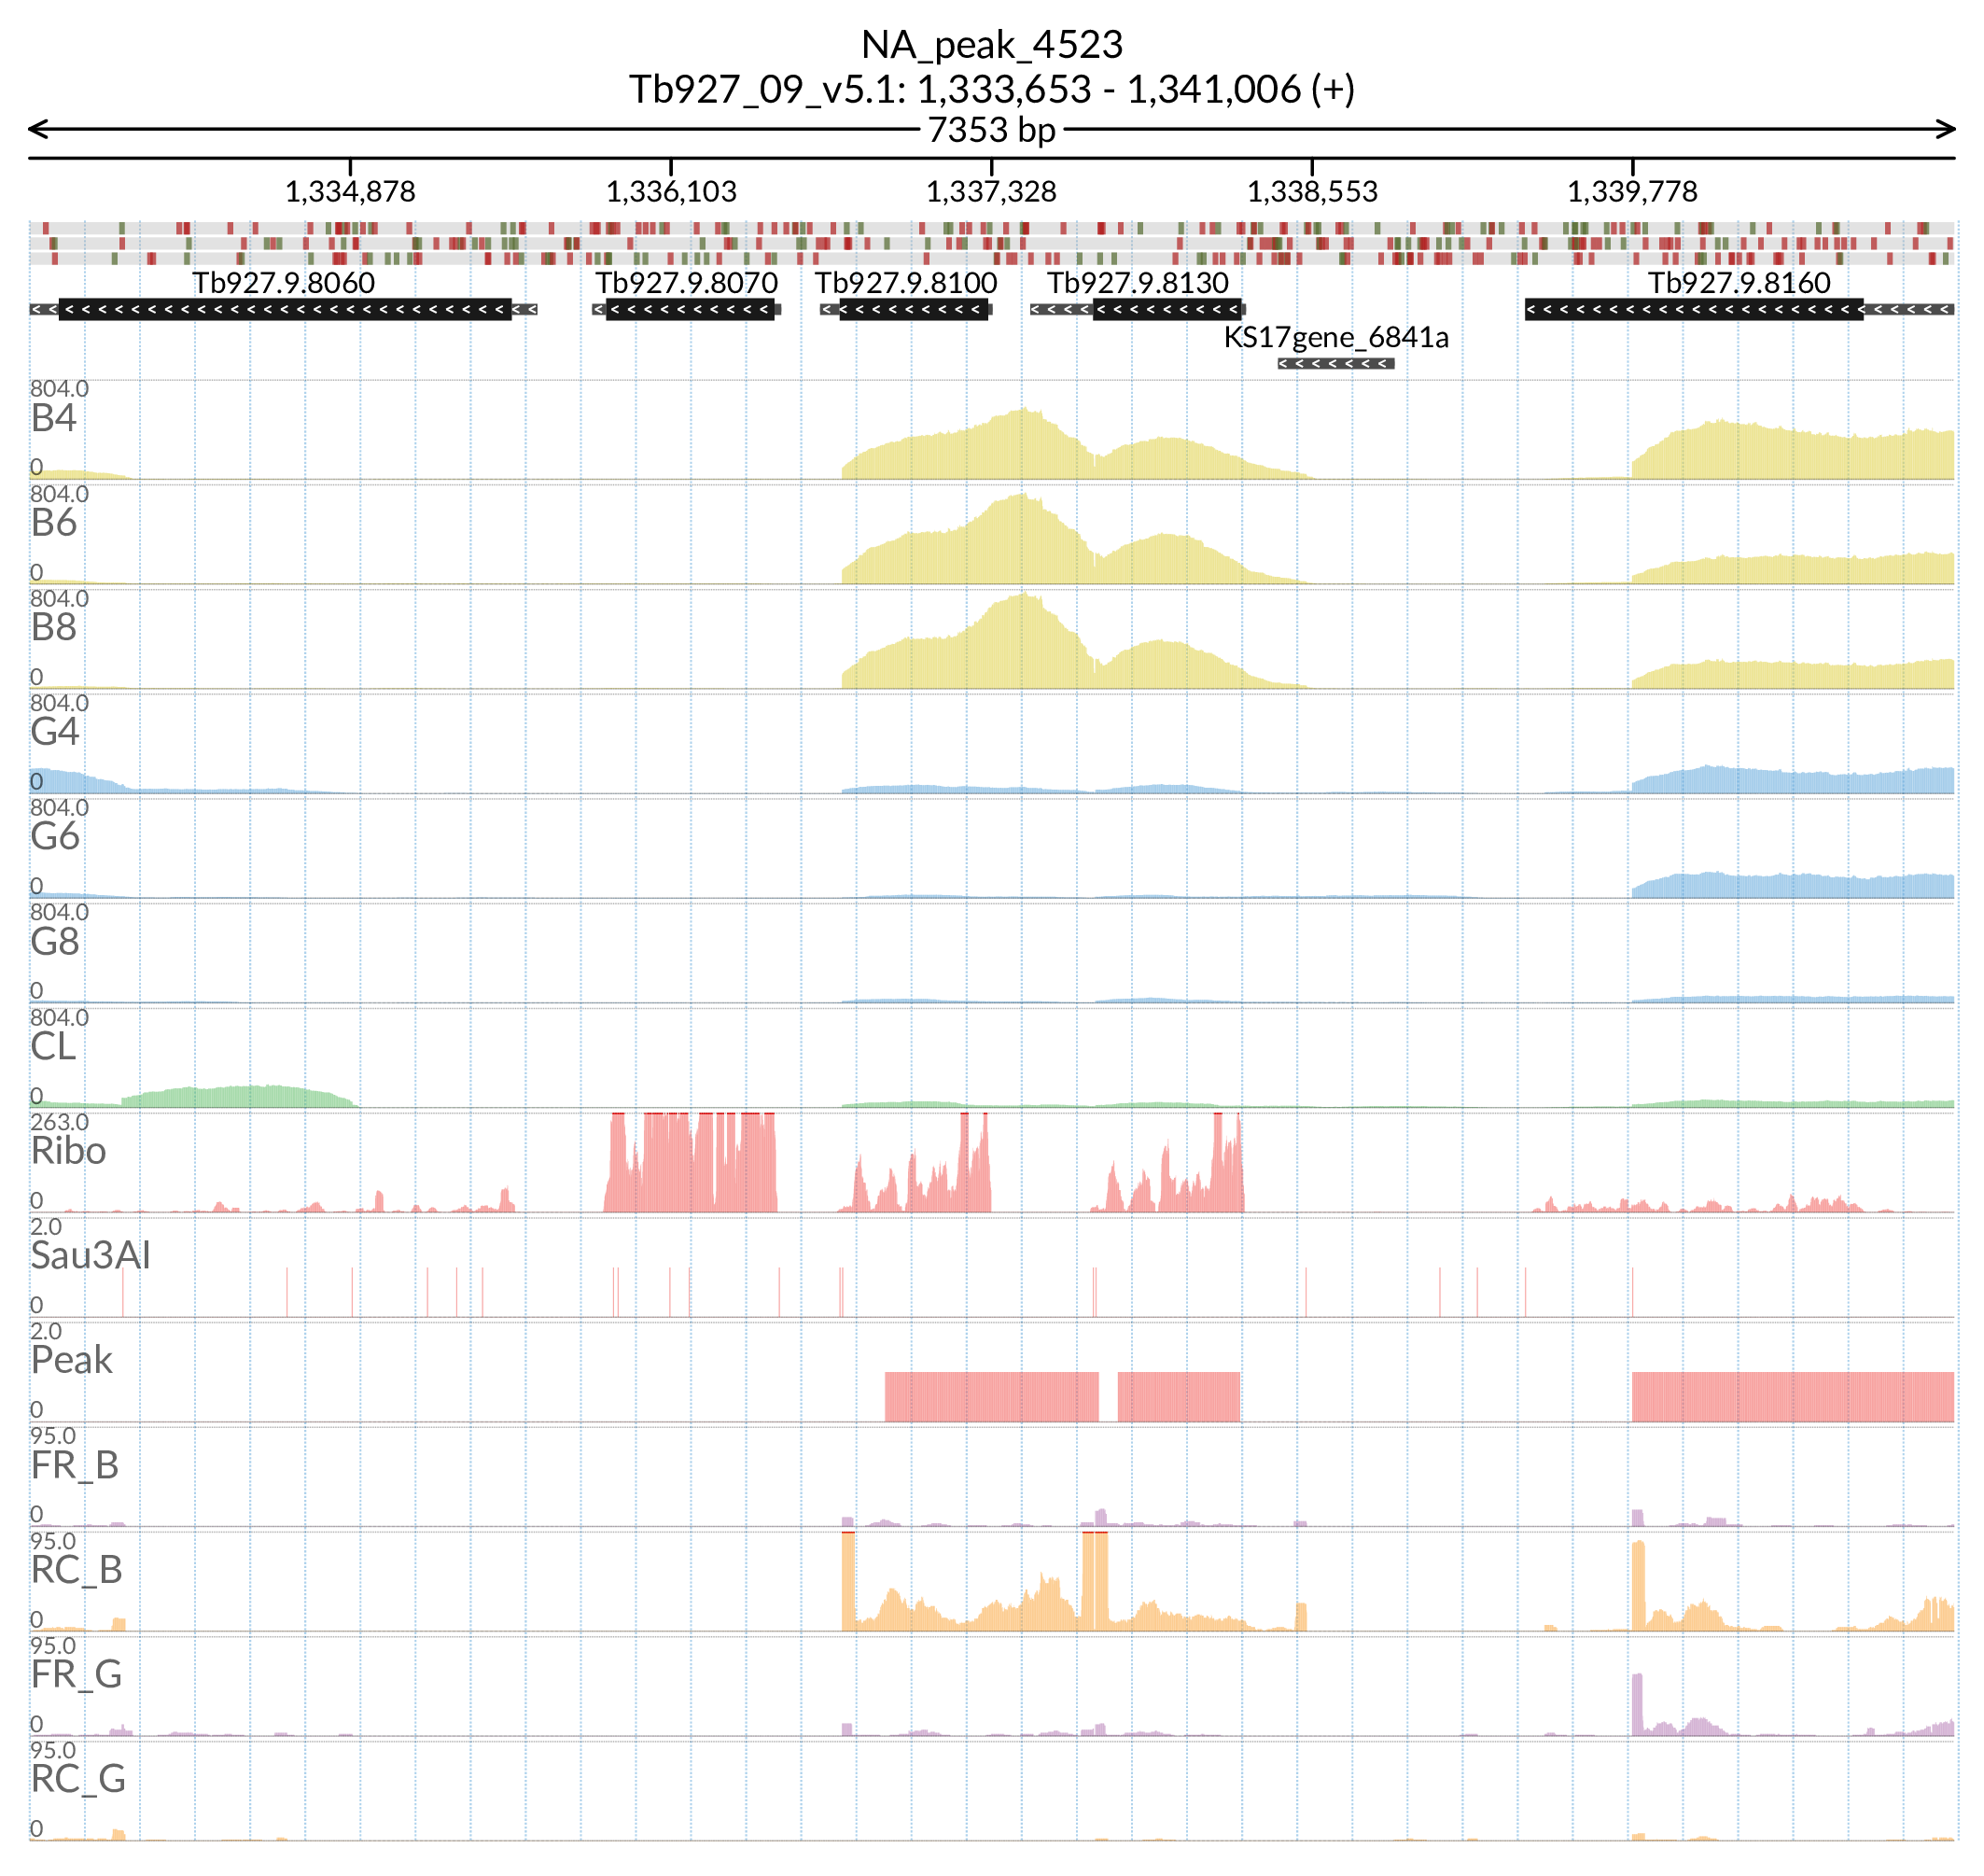 NA_peak_4523
Tb927_09_v5.1: 1,333,653 - 1,341,006 (+)
7353 bp
1,334,878 1,336,103 1,337,328 1,338,553 1,339,778
Tb927.9.8060 Tb927.9.8070 Tb927.9.8100 Tb927.9.8130 Tb927.9.8160
KS17gene_6841a
804.0
B4
0
804.0
B6
0
804.0
B8
0
804.0
G4
0
804.0
G6
0
804.0
G8
0
804.0
CL
0
263.0
Ribo
0
2.0
Sau3AI
0
2.0
Peak
0
95.0
FR_B
0
95.0
RC_B
0
95.0
FR_G
0
95.0
RC_G
0